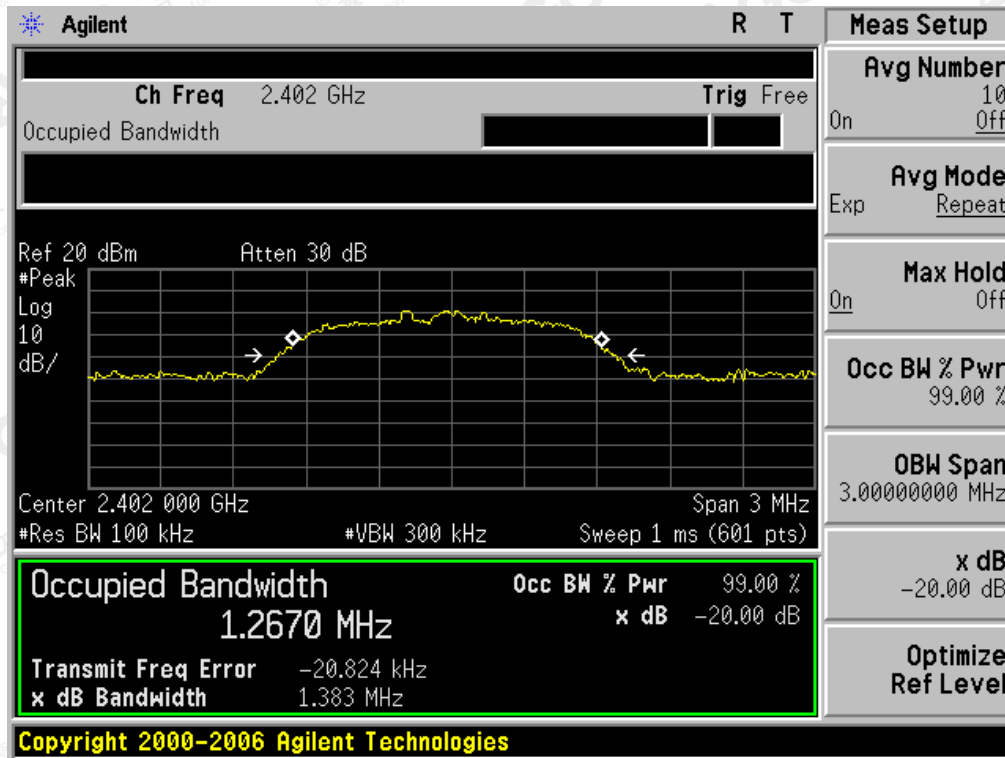 Agilent R T
Ch Freq 2.402 GHz Trig Free
Occupied Bandwidth
Ref 20 dBm Atten 30 dB
#Peak
Log
10
dB/
Center 2.402 000 GHz Span 3 MHz
#Res BW 100 kHz #VBW 300 kHz Sweep 1 ms (601 pts)
Occupied Bandwidth Occ BW % Pwr 99.00 %
1.2670 MHz x dB -20.00 dB
Transmit Freq Error -20.824 kHz
x dB Bandwidth 1.383 MHz
Copyright 2000-2006 Agilent Technologies
Meas Setup
Avg Number
10
On Off
Avg Mode
Exp Repeat
Max Hold
On Off
Occ BW % Pwr
99.00 %
OBW Span
3.00000000 MHz
x dB
-20.00 dB
Optimize
Ref Level